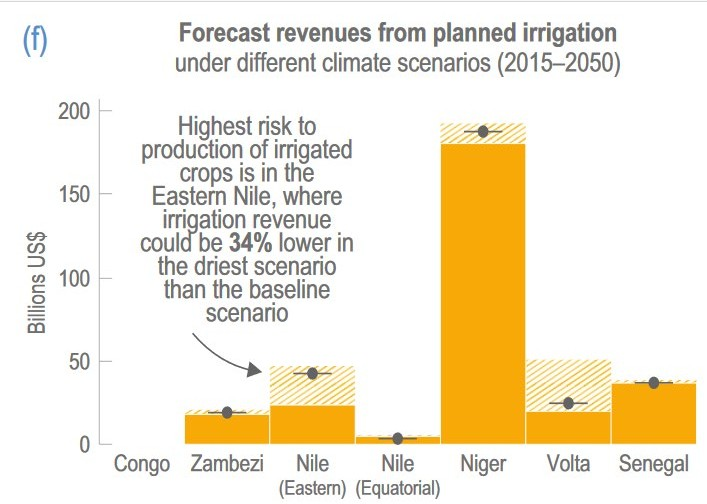 (f)
Forecast revenues from planned irrigation
under different climate scenarios (2015–2050)
Billions US$
200
150
100
50
0
Highest risk to
production of irrigated
crops is in the
Eastern Nile, where
irrigation revenue
could be 34% lower in
the driest scenario
than the baseline
scenario
Congo Zambezi Nile Nile Niger Volta Senegal
(Eastern) (Equatorial)